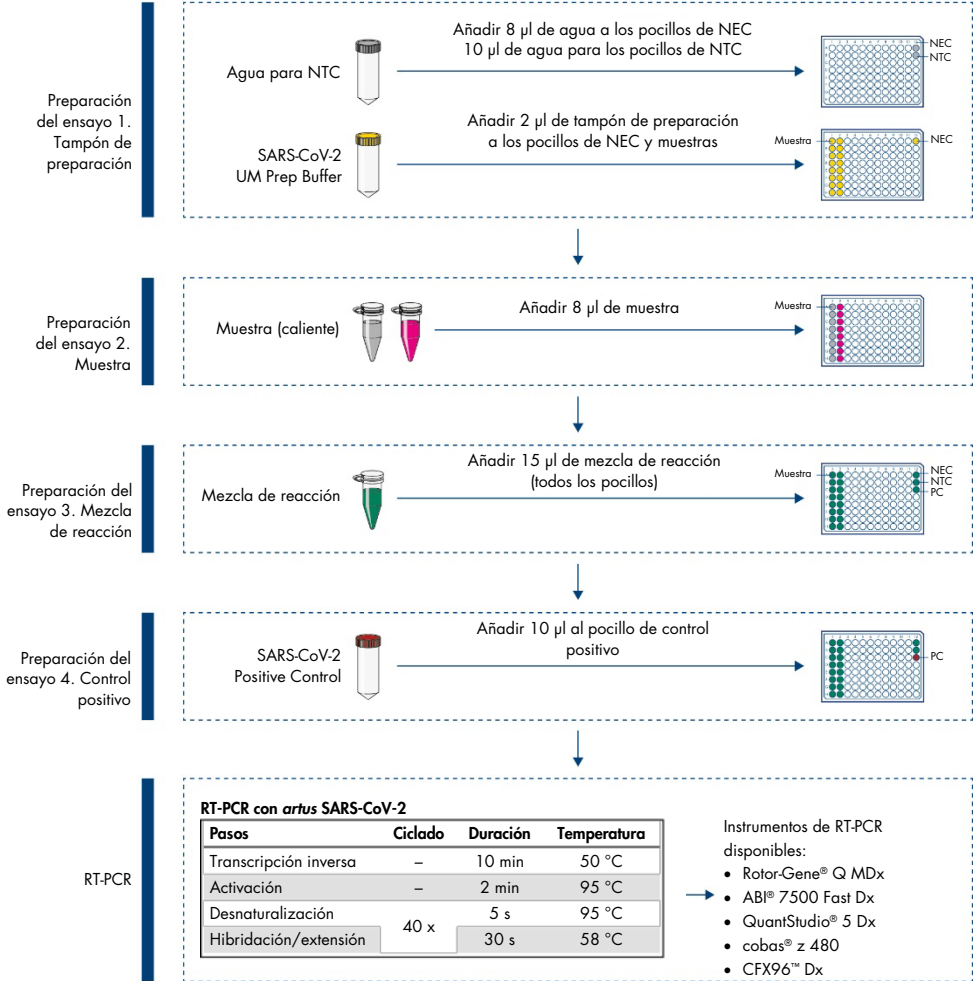 Preparación
del ensayo 1.
Tampón de
preparación
Agua para NTC
Añadir 8 µl de agua a los pocillos de NEC
10 µl de agua para los pocillos de NTC
NEC
NTC
SARS-CoV-2
UM Prep Buffer
Añadir 2 µl de tampón de preparación
a los pocillos de NEC y muestras
Muestra
NEC
Preparación
del ensayo 2.
Muestra
Muestra (caliente)
Añadir 8 µl de muestra
Muestra
Preparación del
ensayo 3. Mezcla
de reacción
Mezcla de reacción
Añadir 15 µl de mezcla de reacción
(todos los pocillos)
Muestra
NEC
NTC
PC
Preparación del
ensayo 4. Control
positivo
SARS-CoV-2
Positive Control
Añadir 10 µl al pocillo de control
positivo
PC
RT-PCR
RT-PCR con artus SARS-CoV-2
Pasos Ciclado Duración Temperatura
Transcripción inversa – 10 min 50 °C
Activación – 2 min 95 °C
Desnaturalización 40 x 5 s 95 °C
Hibridación/extensión 30 s 58 °C
Instrumentos de RT-PCR
disponibles:
• Rotor-Gene® Q MDx
• ABI® 7500 Fast Dx
• QuantStudio® 5 Dx
• cobas® z 480
• CFX96™ Dx